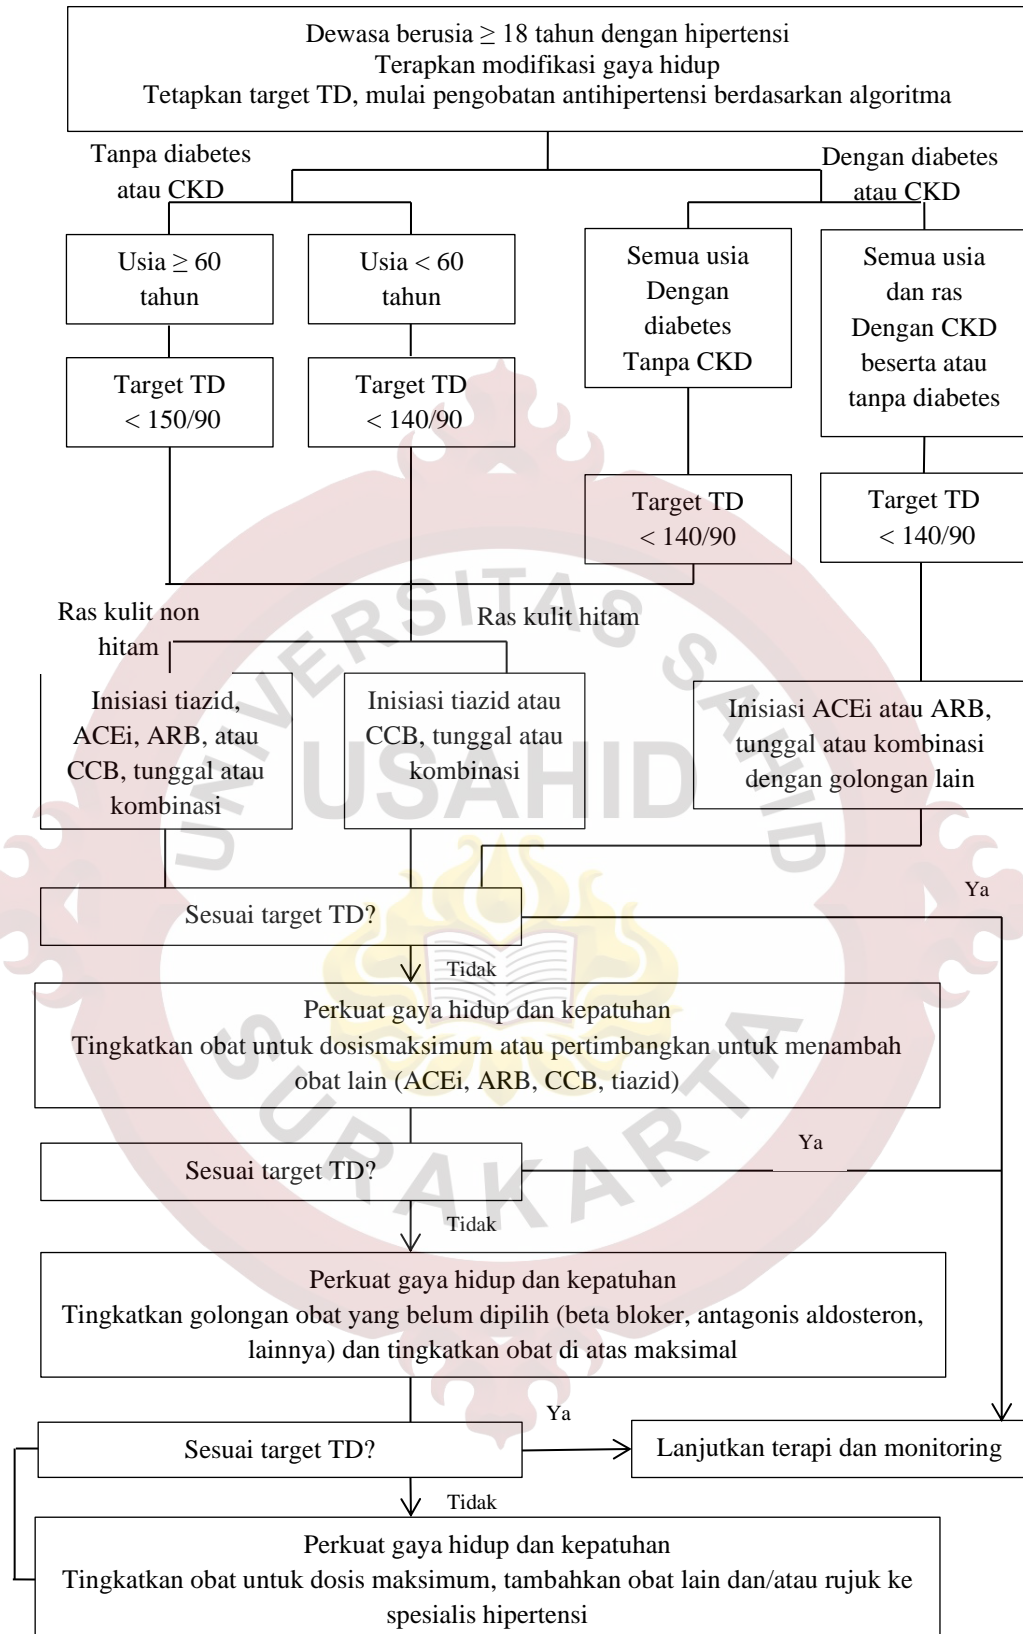 Dewasa berusia ≥ 18 tahun dengan hipertensi
Terapkan modifikasi gaya hidup
Tetapkan target TD, mulai pengobatan antihipertensi berdasarkan algoritma
Tanpa diabetes
atau CKD
Dengan diabetes
atau CKD
Usia ≥ 60
tahun
Usia < 60
tahun
Semua usia
Dengan
diabetes
Tanpa CKD
Semua usia
dan ras
Dengan CKD
beserta atau
tanpa diabetes
Target TD
< 150/90
Target TD
< 140/90
Target TD
< 140/90
Target TD
< 140/90
Ras kulit non
hitam
Ras kulit hitam
Inisiasi tiazid,
ACEi, ARB, atau
CCB, tunggal atau
kombinasi
Inisiasi tiazid atau
CCB, tunggal atau
kombinasi
Inisiasi ACEi atau ARB,
tunggal atau kombinasi
dengan golongan lain
Sesuai target TD?
Ya
Tidak
Perkuat gaya hidup dan kepatuhan
Tingkatkan obat untuk dosismaksimum atau pertimbangkan untuk menambah
obat lain (ACEi, ARB, CCB, tiazid)
Sesuai target TD?
Ya
Tidak
Perkuat gaya hidup dan kepatuhan
Tingkatkan golongan obat yang belum dipilih (beta bloker, antagonis aldosteron,
lainnya) dan tingkatkan obat di atas maksimal
Sesuai target TD?
Ya
Lanjutkan terapi dan monitoring
Tidak
Perkuat gaya hidup dan kepatuhan
Tingkatkan obat untuk dosis maksimum, tambahkan obat lain dan/atau rujuk ke
spesialis hipertensi
UNIVERSITAS SAHID
USAHID
SURAKARTA